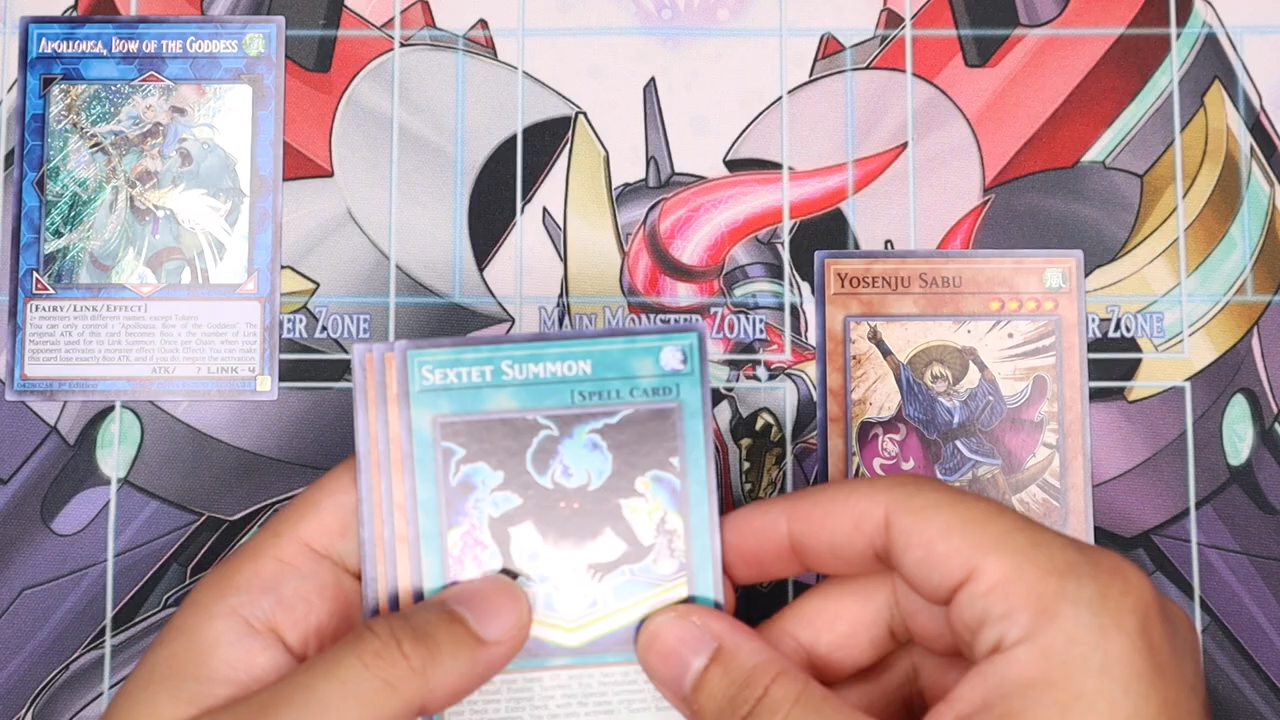 APOLLOUSA, BOW OF THE GODDESS
[FAIRY/LINK/EFFECT]
2+ monsters with different names, except Tokens
You can only control 1 "Apollousa, Bow of the Goddess". The
original ATK of this card becomes 800 x the number of Link
Materials used for its Link Summon. Once per Chain, when your
opponent activates a monster effect (Quick Effect): You can make
this card lose exactly 800 ATK, and if you do, negate the activation.
ATK/ ? LINK-4
1st Edition
ER ZONE
MAIN MONSTER ZONE
ER ZONE
YOSENJU SABU
SEXTET SUMMON
[SPELL CARD]